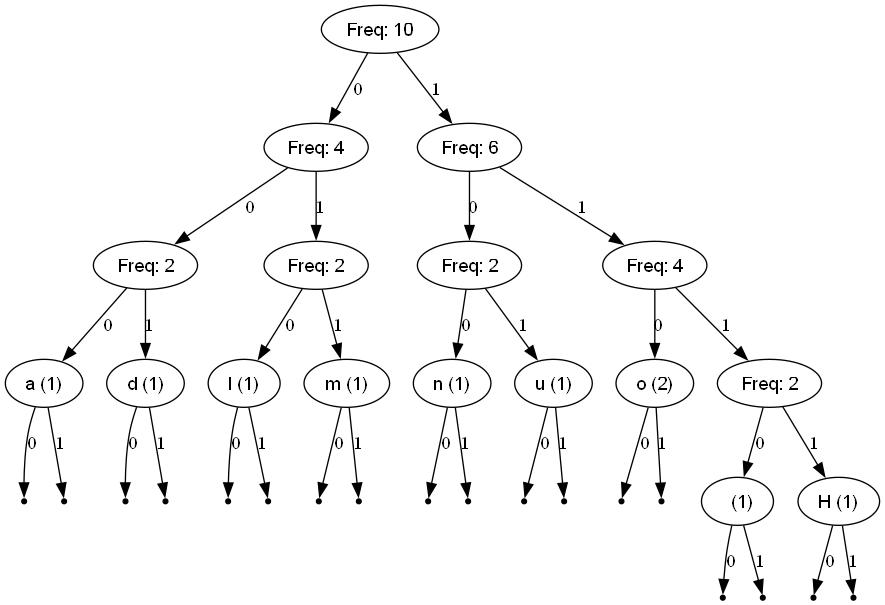 Freq: 10
0 1
Freq: 4 Freq: 6
0 1 0 1
Freq: 2 Freq: 2 Freq: 2 Freq: 4
0 1 0 1 0 1 0 1
a (1) d (1) l (1) m (1) n (1) u (1) o (2) Freq: 2
0 1 0 1 0 1 0 1 0 1 0 1 0 1 0 1
(1) H (1)
0 1 0 1